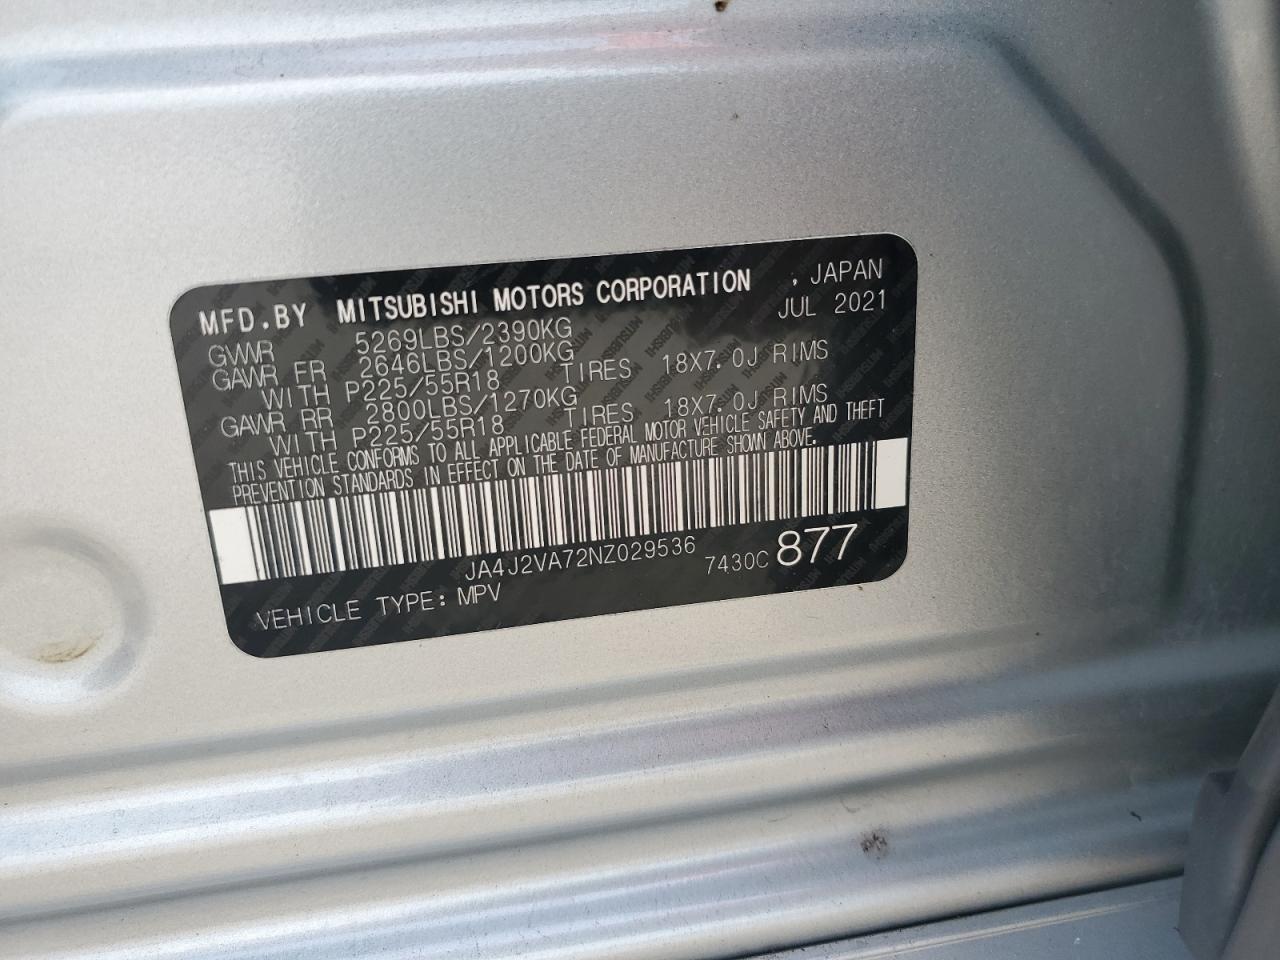 MFD.BY MITSUBISHI MOTORS CORPORATION , JAPAN
JUL 2021
GVWR 5269LBS/2390KG
GAWR FR 2646LBS/1200KG
WITH P225/55R18 TIRES 18X7.0J RIMS
GAWR RR 2800LBS/1270KG
WITH P225/55R18 TIRES 18X7.0J RIMS
THIS VEHICLE CONFORMS TO ALL APPLICABLE FEDERAL MOTOR VEHICLE SAFETY AND THEFT
PREVENTION STANDARDS IN EFFECT ON THE DATE OF MANUFACTURE SHOWN ABOVE.
JA4J2VA72NZ029536 7430C 877
VEHICLE TYPE: MPV